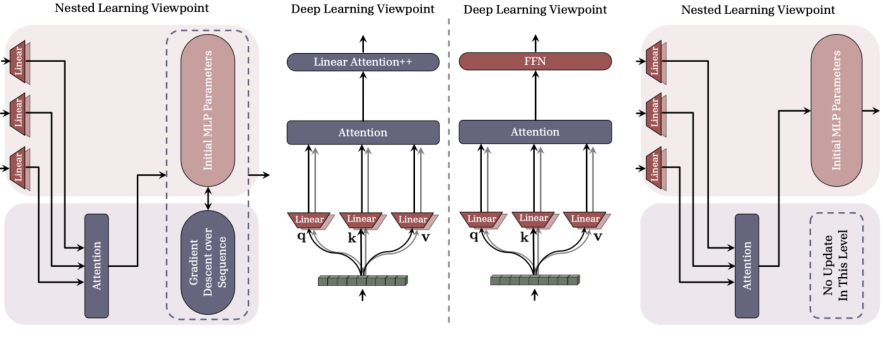 Nested Learning Viewpoint
Linear
Linear
Linear
Initial MLP Parameters
Attention
Gradient
Descent over
Sequence
Deep Learning Viewpoint
Linear Attention++
Attention
Linear
Linear
Linear
q
k
v
Deep Learning Viewpoint
FFN
Attention
Linear
Linear
Linear
q
k
v
Nested Learning Viewpoint
Linear
Linear
Linear
Initial MLP Parameters
Attention
No Update
In This Level